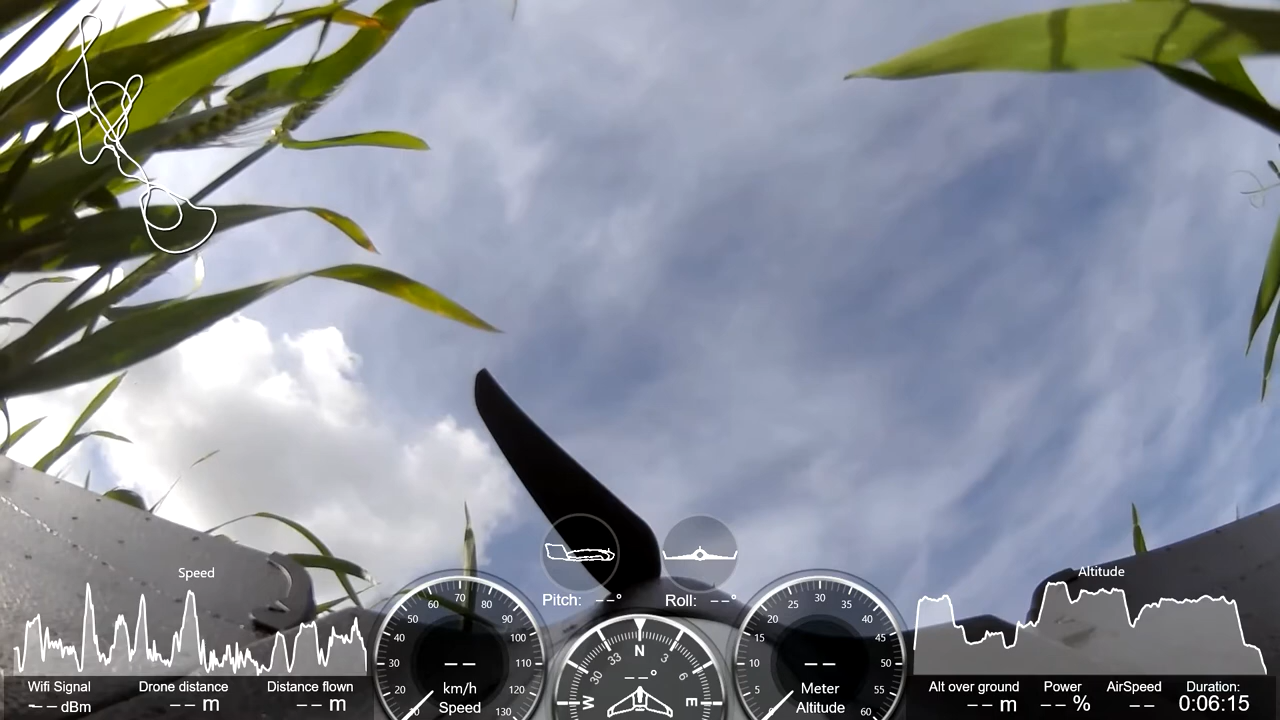 Speed
Altitude
Pitch: --°
Roll: --°
60 70 80
50 90
40 100
30 110
20 120
10 130
--
km/h
Speed
N
33 3
30 6
W E
--°
25 30 35
20 40
15 45
10 50
5 55
60
--
Meter
Altitude
Wifi Signal
-- dBm
Drone distance
-- m
Distance flown
-- m
Alt over ground
-- m
Power
-- %
AirSpeed
--
Duration:
0:06:15